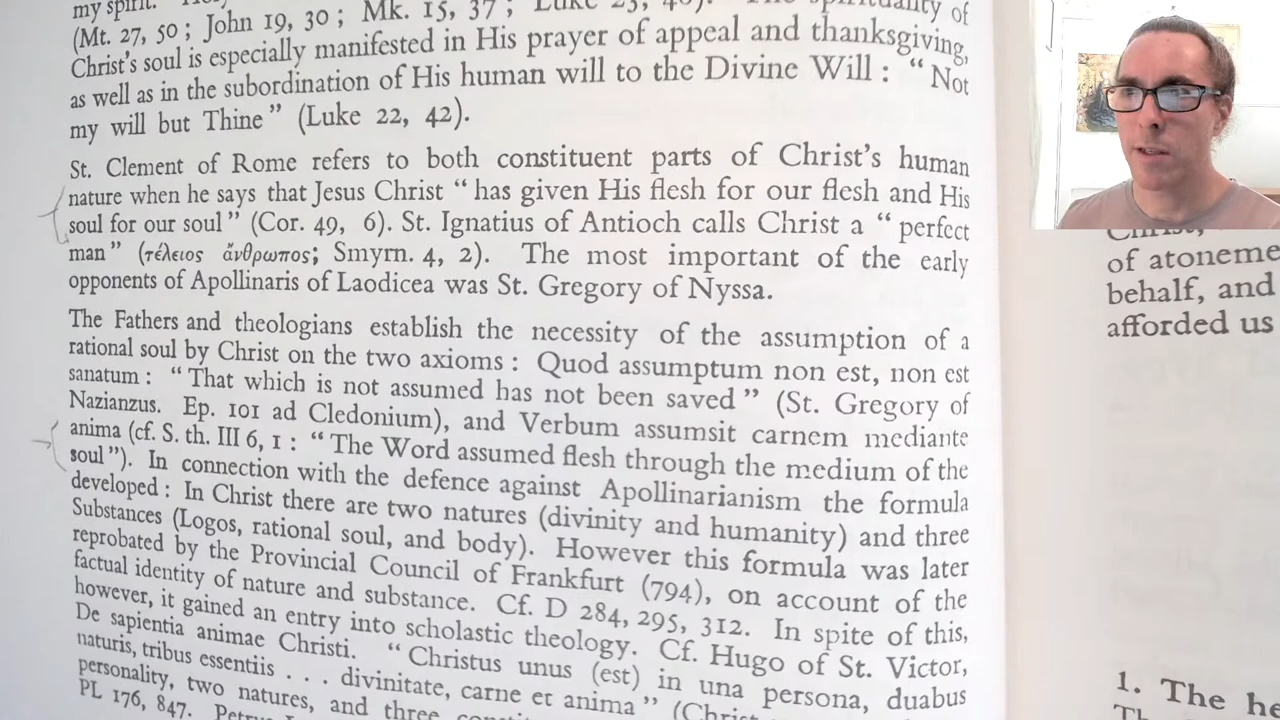 my spirit.
(Mt. 27, 50; John 19, 30; Mk. 15, 37; Luke 23,
Christ's soul is especially manifested in His prayer of appeal and thanksgiving,
as well as in the subordination of His human will to the Divine Will : “ Not
my will but Thine ” (Luke 22, 42).
St. Clement of Rome refers to both constituent parts of Christ's human
nature when he says that Jesus Christ “ has given His flesh for our flesh and His
soul for our soul ” (Cor. 49, 6). St. Ignatius of Antioch calls Christ a “ perfect
man ” (τέλειος ἄνθρωπος; Smyrn. 4, 2). The most important of the early
opponents of Apollinaris of Laodicea was St. Gregory of Nyssa.
The Fathers and theologians establish the necessity of the assumption of a
rational soul by Christ on the two axioms : Quod assumptum non est, non est
sanatum : “ That which is not assumed has not been saved ” (St. Gregory of
Nazianzus. Ep. 101 ad Cledonium), and Verbum assumsit carnem mediante
anima (cf. S. th. III 6, 1 : “ The Word assumed flesh through the medium of the
soul ”). In connection with the defence against Apollinarianism the formula
developed : In Christ there are two natures (divinity and humanity) and three
Substances (Logos, rational soul, and body). However this formula was later
reprobated by the Provincial Council of Frankfurt (794), on account of the
factual identity of nature and substance. Cf. D 284, 295, 312. In spite of this,
however, it gained an entry into scholastic theology. Cf. Hugo of St. Victor,
De sapientia animae Christi. “ Christus unus (est) in una persona, duabus
naturis, tribus essentiis . . . divinitate, carne et anima ” (Christ
personality, two natures, and three
PL 176, 847.
Christ,
of atoneme
behalf, and
afforded us
1. The he
Th